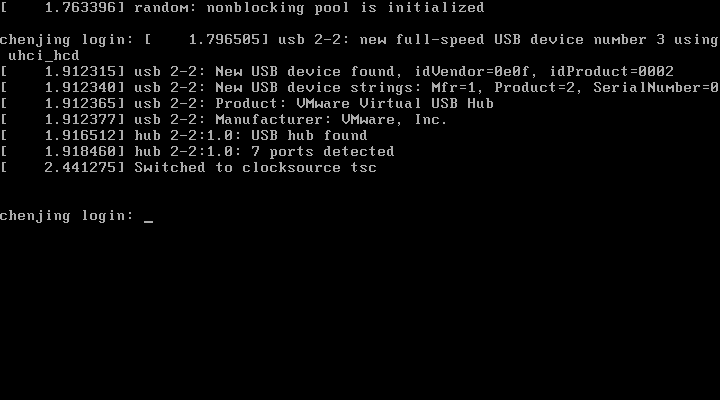 [    1.763396] random: nonblocking pool is initialized
chenjing login: [    1.796505] usb 2-2: new full-speed USB device number 3 using
 uhci_hcd
[    1.912315] usb 2-2: New USB device found, idVendor=0e0f, idProduct=0002
[    1.912340] usb 2-2: New USB device strings: Mfr=1, Product=2, SerialNumber=0
[    1.912365] usb 2-2: Product: VMware Virtual USB Hub
[    1.912377] usb 2-2: Manufacturer: VMware, Inc.
[    1.916512] hub 2-2:1.0: USB hub found
[    1.918460] hub 2-2:1.0: 7 ports detected
[    2.441275] Switched to clocksource tsc
chenjing login: _